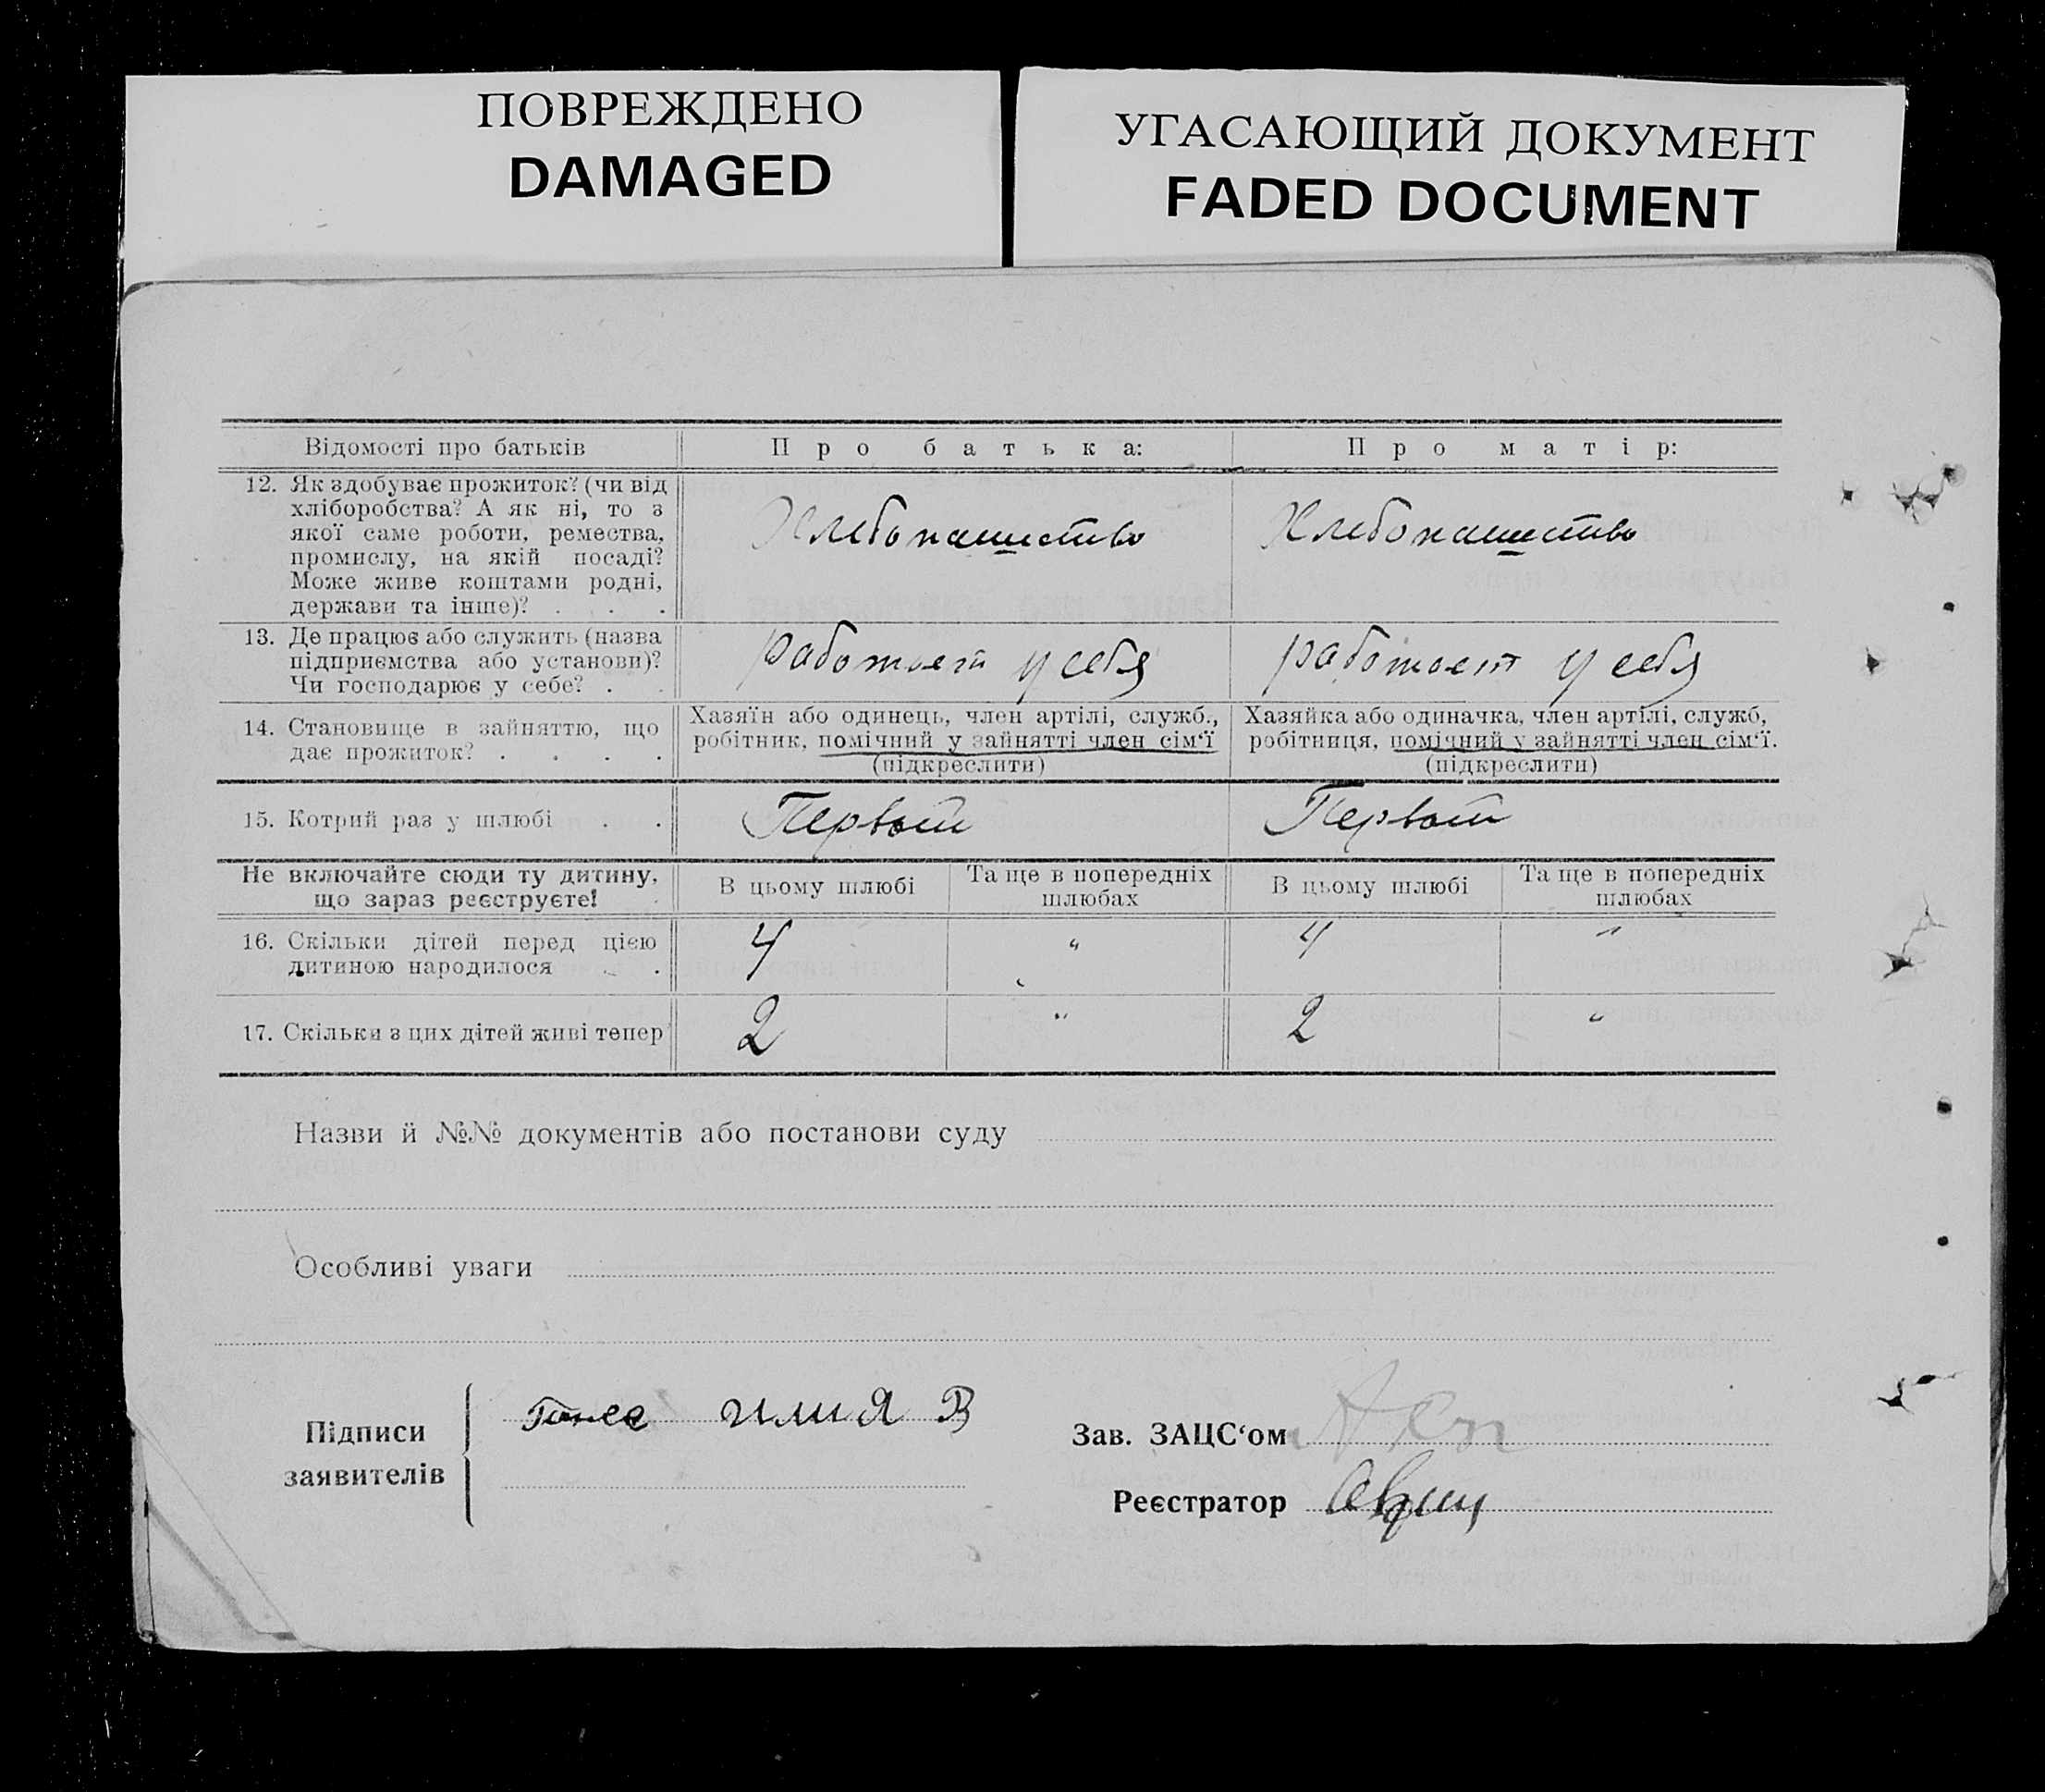 ПОВРЕЖДЕНО
DAMAGED
УГАСАЮЩИЙ ДОКУМЕНТ
FADED DOCUMENT
Відомості про батьків
Про батька:
Про матір:
12. Як здобуває прожиток? (чи від
хліборобства? А як ні, то з
якої саме роботи, ремества,
промислу, на якій посаді?
Може живе коштами родні,
держави та інше)? . . .
Хлебопашество
Хлебопашество
13. Де працює або служить (назва
підприємства або установи)?
Чи господарює у себе? . .
работает у себя
работает у себя
14. Становище в зайняттю, що
дає прожиток? . . . .
Хазяїн або одинець, член артілі, служб.,
робітник, помічний у зайнятті член сім‘ї
(підкреслити)
Хазяйка або одиначка, член артілі, служб,
робітниця, помічний у зайнятті член сім‘ї.
(підкреслити)
15. Котрий раз у шлюбі . .
Первой
Первой
Не включайте сюди ту дитину,
що зараз реєструєте!
В цьому шлюбі
Та ще в попередніх
шлюбах
В цьому шлюбі
Та ще в попередніх
шлюбах
16. Скільки дітей перед цією
дитиною народилося . .
4
"
4
"
17. Скільки з цих дітей живі тепер
2
"
2
"
Назви й №№ документів або постанови суду
Особливі уваги
Підписи
заявителів
илия В
Зав. ЗАЦС‘ом
Реєстратор